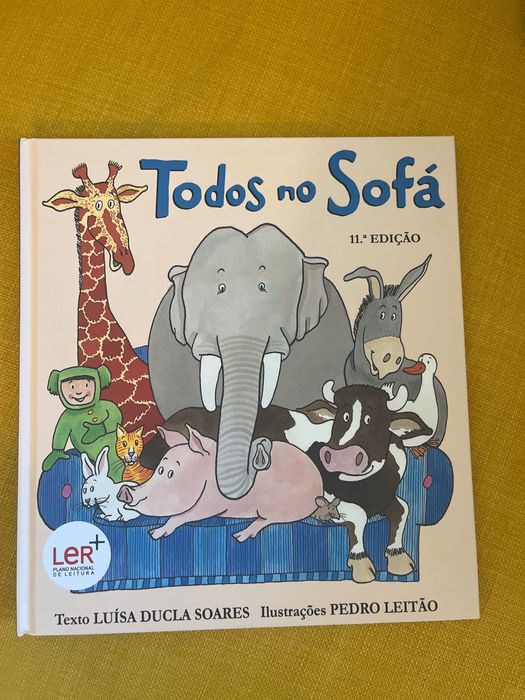 Todos no Sofá
11.ª EDIÇÃO
LER+
PLANO NACIONAL
DE LEITURA
Texto LUÍSA DUCLA SOARES Ilustrações PEDRO LEITÃO